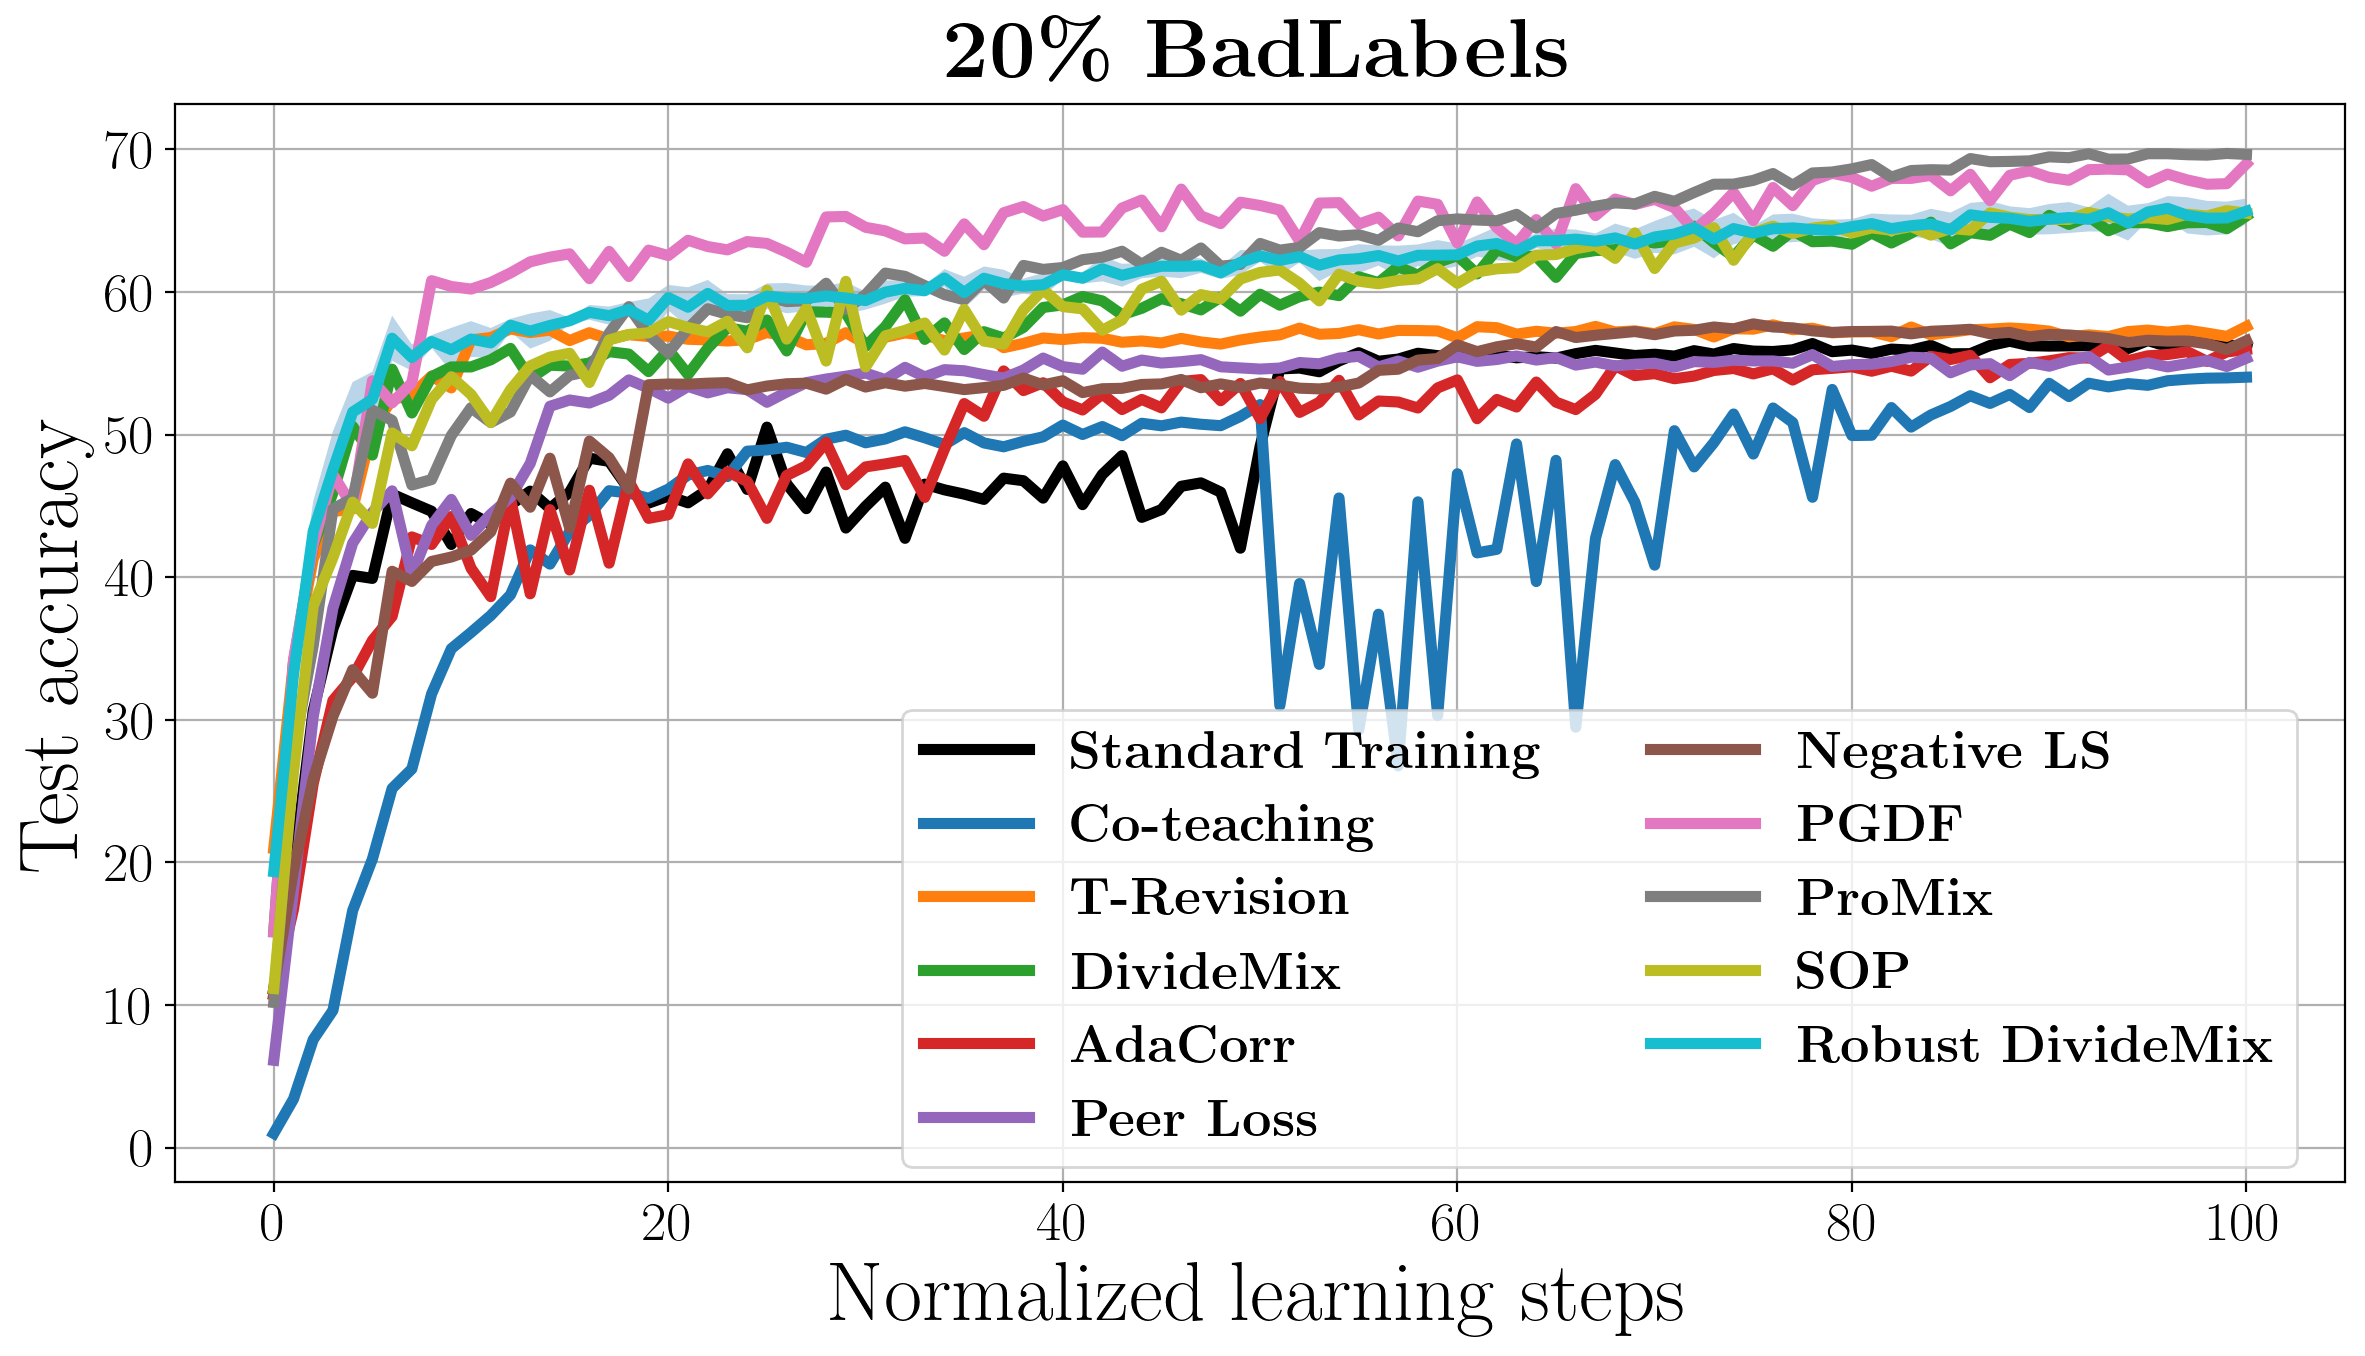 20% BadLabels
Test accuracy
70
60
50
40
30
20
10
0
Standard Training
Co-teaching
T-Revision
DivideMix
AdaCorr
Peer Loss
Negative LS
PGDF
ProMix
SOP
Robust DivideMix
0 20 40 60 80 100
Normalized learning steps